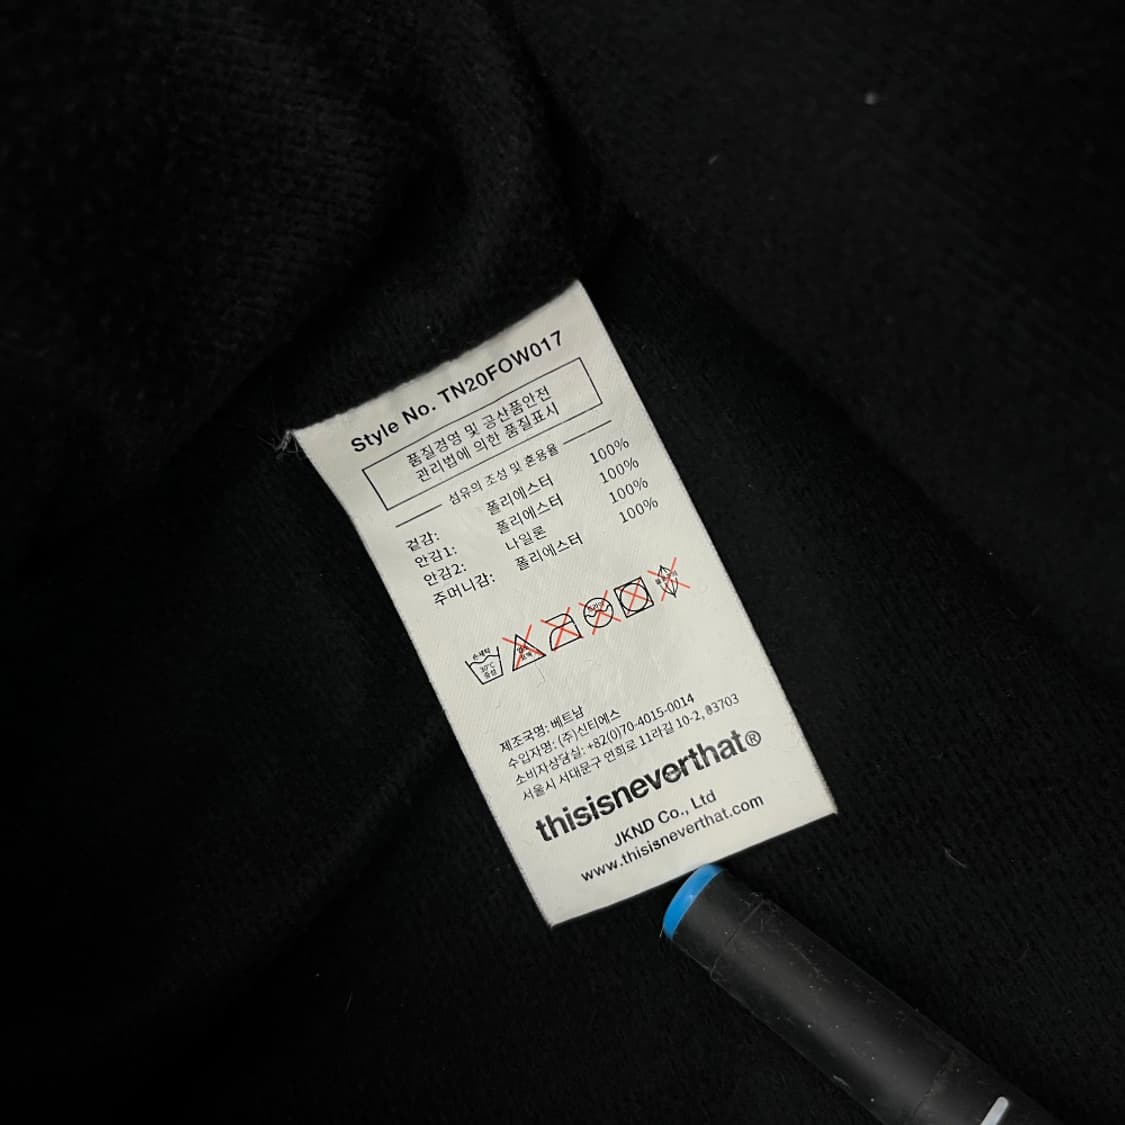 Style No. TN20FOW017
품질경영 및 공산품안전
관리법에 의한 품질표시
섬유의 조성 및 혼용율
겉감: 폴리에스터 100%
안감1: 폴리에스터 100%
안감2: 나일론 100%
주머니감: 폴리에스터 100%
손세탁
30℃
중성
제조국명: 베트남
수입자명: (주)신티에스
소비자상담실: +82(0)70-4015-0014
서울시 서대문구 연희로 11라길 10-2, 03703
thisisneverthat®
JKND Co., Ltd
www.thisisneverthat.com